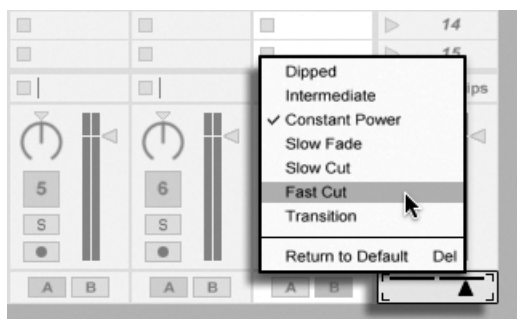 14
15
ips
Dipped
Intermediate
Constant Power
Slow Fade
Slow Cut
Fast Cut
Transition
Return to Default Del
5 6
S S
A B A B A B